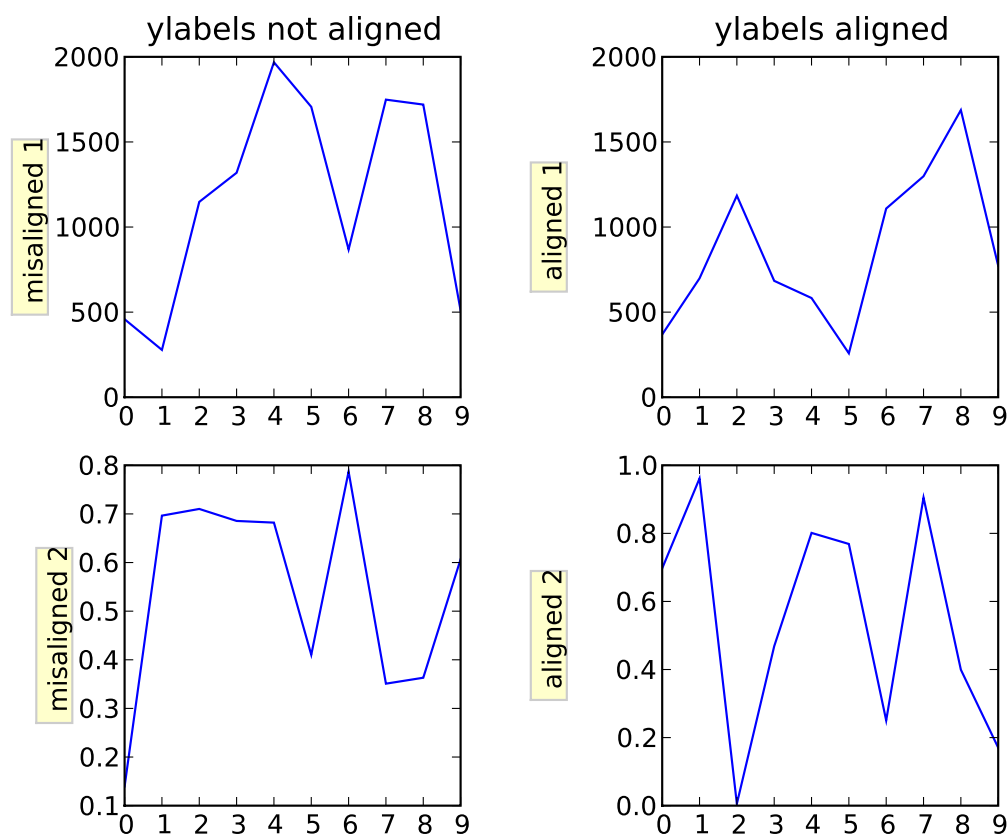 ylabels not aligned
2000
1500
1000
500
0
misaligned 1
0 1 2 3 4 5 6 7 8 9
ylabels aligned
2000
1500
1000
500
0
aligned 1
0 1 2 3 4 5 6 7 8 9
0.8
0.7
0.6
0.5
0.4
0.3
0.2
0.1
misaligned 2
0 1 2 3 4 5 6 7 8 9
1.0
0.8
0.6
0.4
0.2
0.0
aligned 2
0 1 2 3 4 5 6 7 8 9